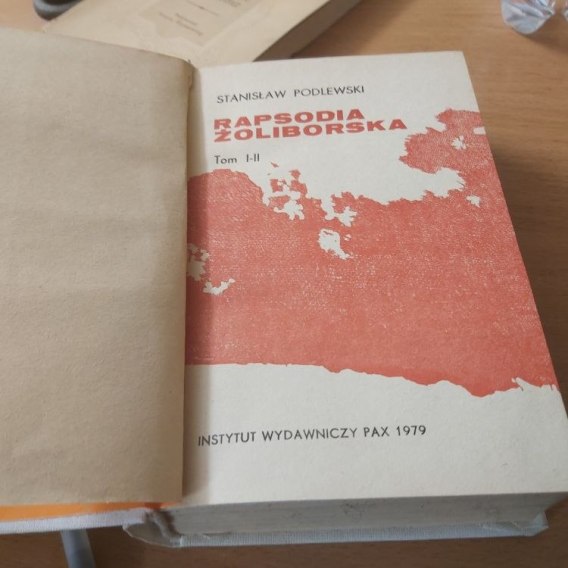 STANISŁAW PODLEWSKI
RAPSODIA
ŻOLIBORSKA
Tom I-II
INSTYTUT WYDAWNICZY PAX 1979